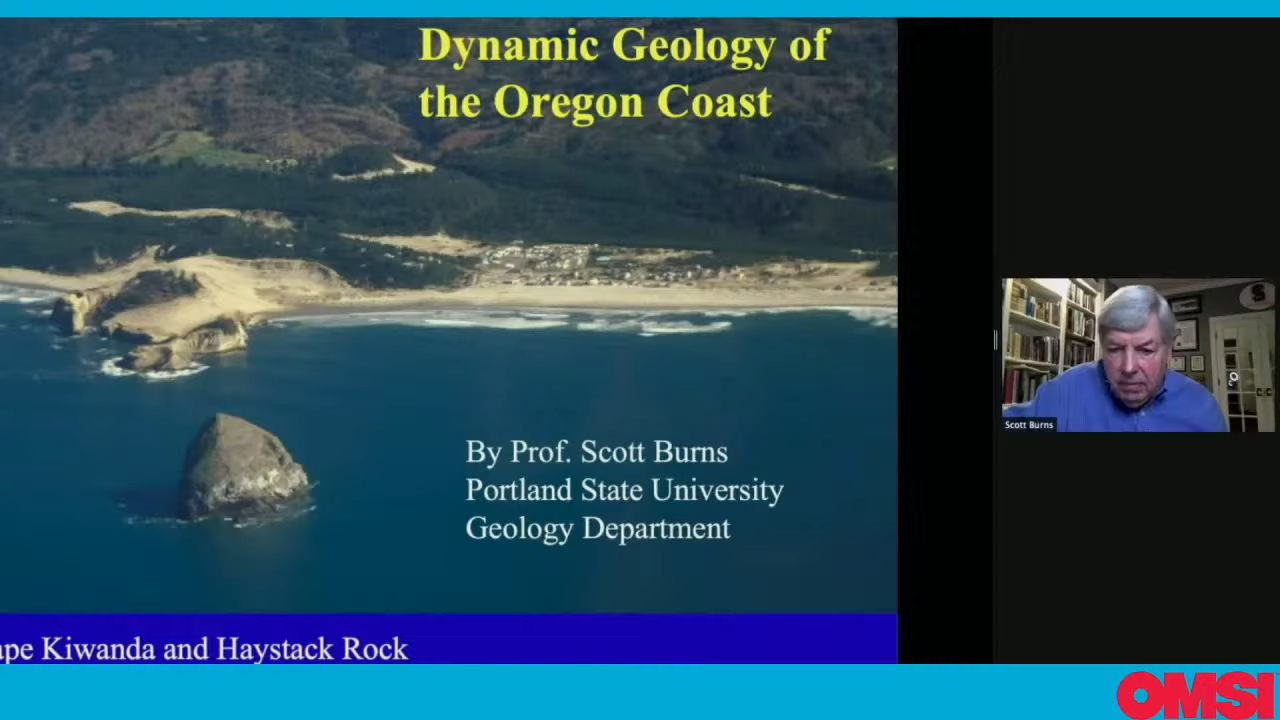 Dynamic Geology of
the Oregon Coast
By Prof. Scott Burns
Portland State University
Geology Department
ape Kiwanda and Haystack Rock
Scott Burns
OMSI